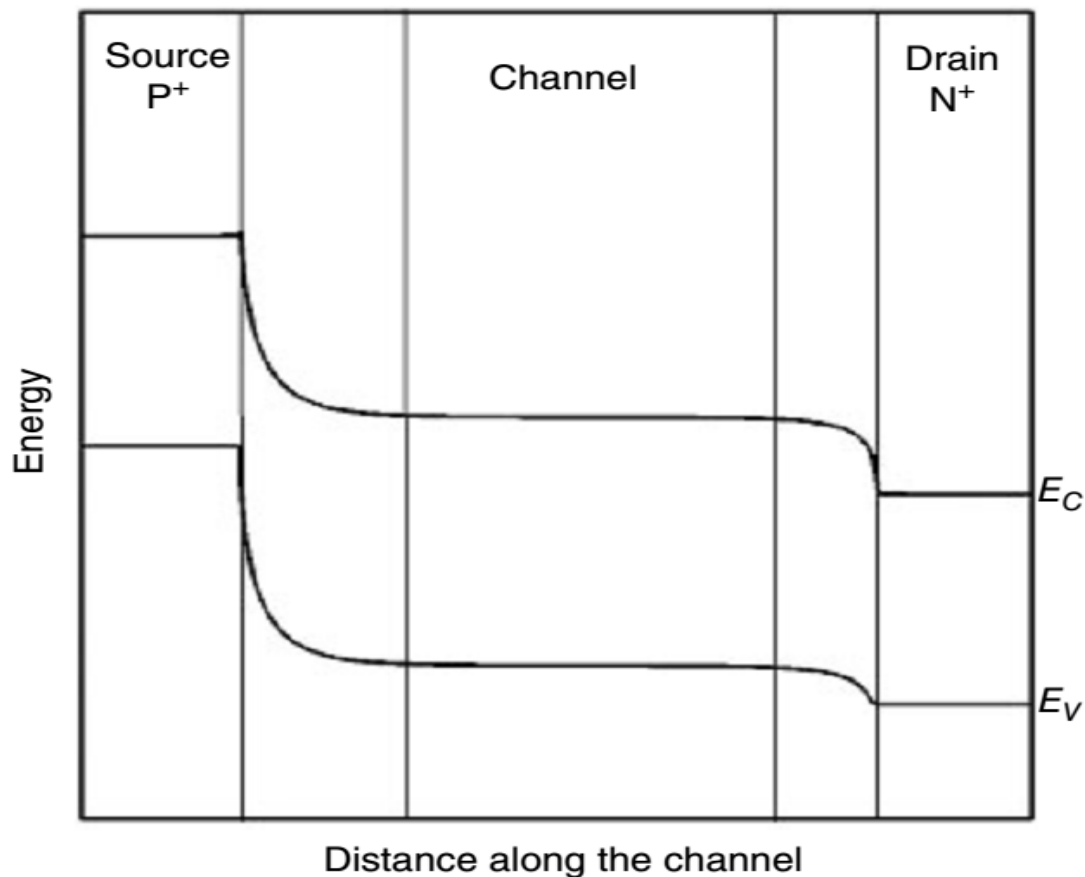 Source
P+
Channel
Drain
N+
Energy
EC
EV
Distance along the channel